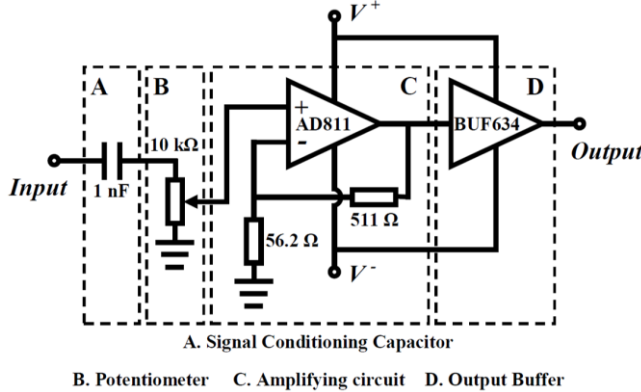 V+
A
B
C
D
10 kΩ
+
AD811
BUF634
-
Input
1 nF
Output
511 Ω
56.2 Ω
V-
A. Signal Conditioning Capacitor
B. Potentiometer C. Amplifying circuit D. Output Buffer